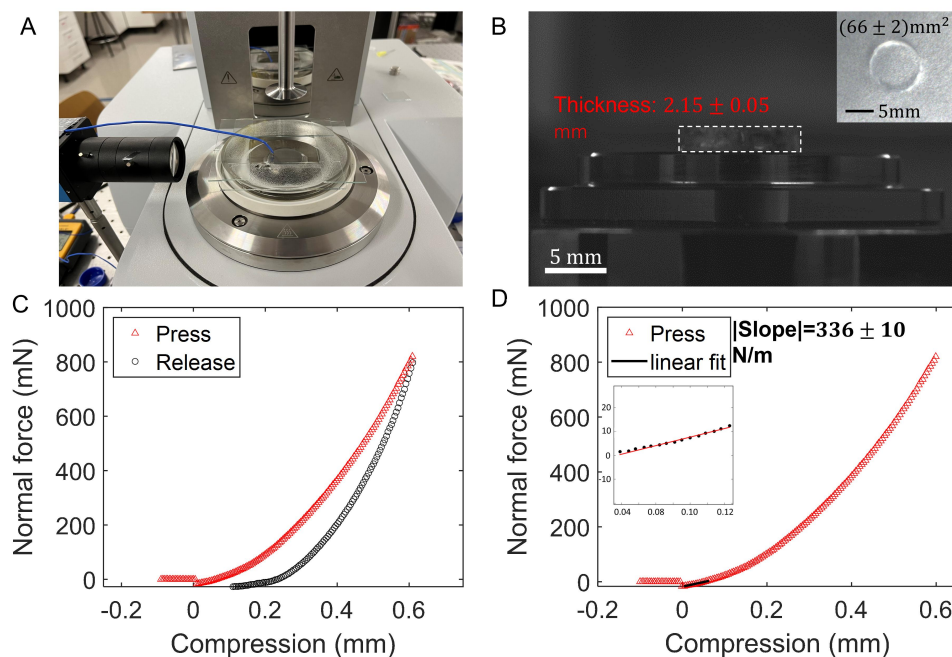 A
B
(66 ± 2)mm²
5mm
Thickness: 2.15 ± 0.05
mm
5 mm
C
1000
800
600
400
200
0
-0.2
0
0.2
0.4
0.6
Normal force (mN)
Compression (mm)
Press
Release
D
1000
800
600
400
200
0
-0.2
0
0.2
0.4
0.6
Normal force (mN)
Compression (mm)
Press
linear fit
|Slope|=336 ± 10
N/m
20
10
0
-10
0.04
0.06
0.08
0.10
0.12